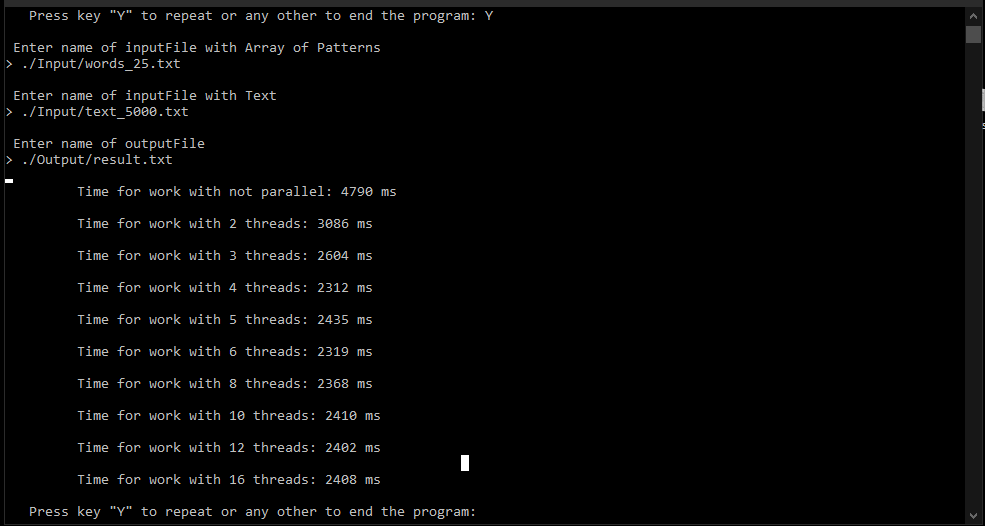 Press key "Y" to repeat or any other to end the program: Y
Enter name of inputFile with Array of Patterns
> ./Input/words_25.txt
Enter name of inputFile with Text
> ./Input/text_5000.txt
Enter name of outputFile
> ./Output/result.txt
Time for work with not parallel: 4790 ms
Time for work with 2 threads: 3086 ms
Time for work with 3 threads: 2604 ms
Time for work with 4 threads: 2312 ms
Time for work with 5 threads: 2435 ms
Time for work with 6 threads: 2319 ms
Time for work with 8 threads: 2368 ms
Time for work with 10 threads: 2410 ms
Time for work with 12 threads: 2402 ms
Time for work with 16 threads: 2408 ms
Press key "Y" to repeat or any other to end the program: